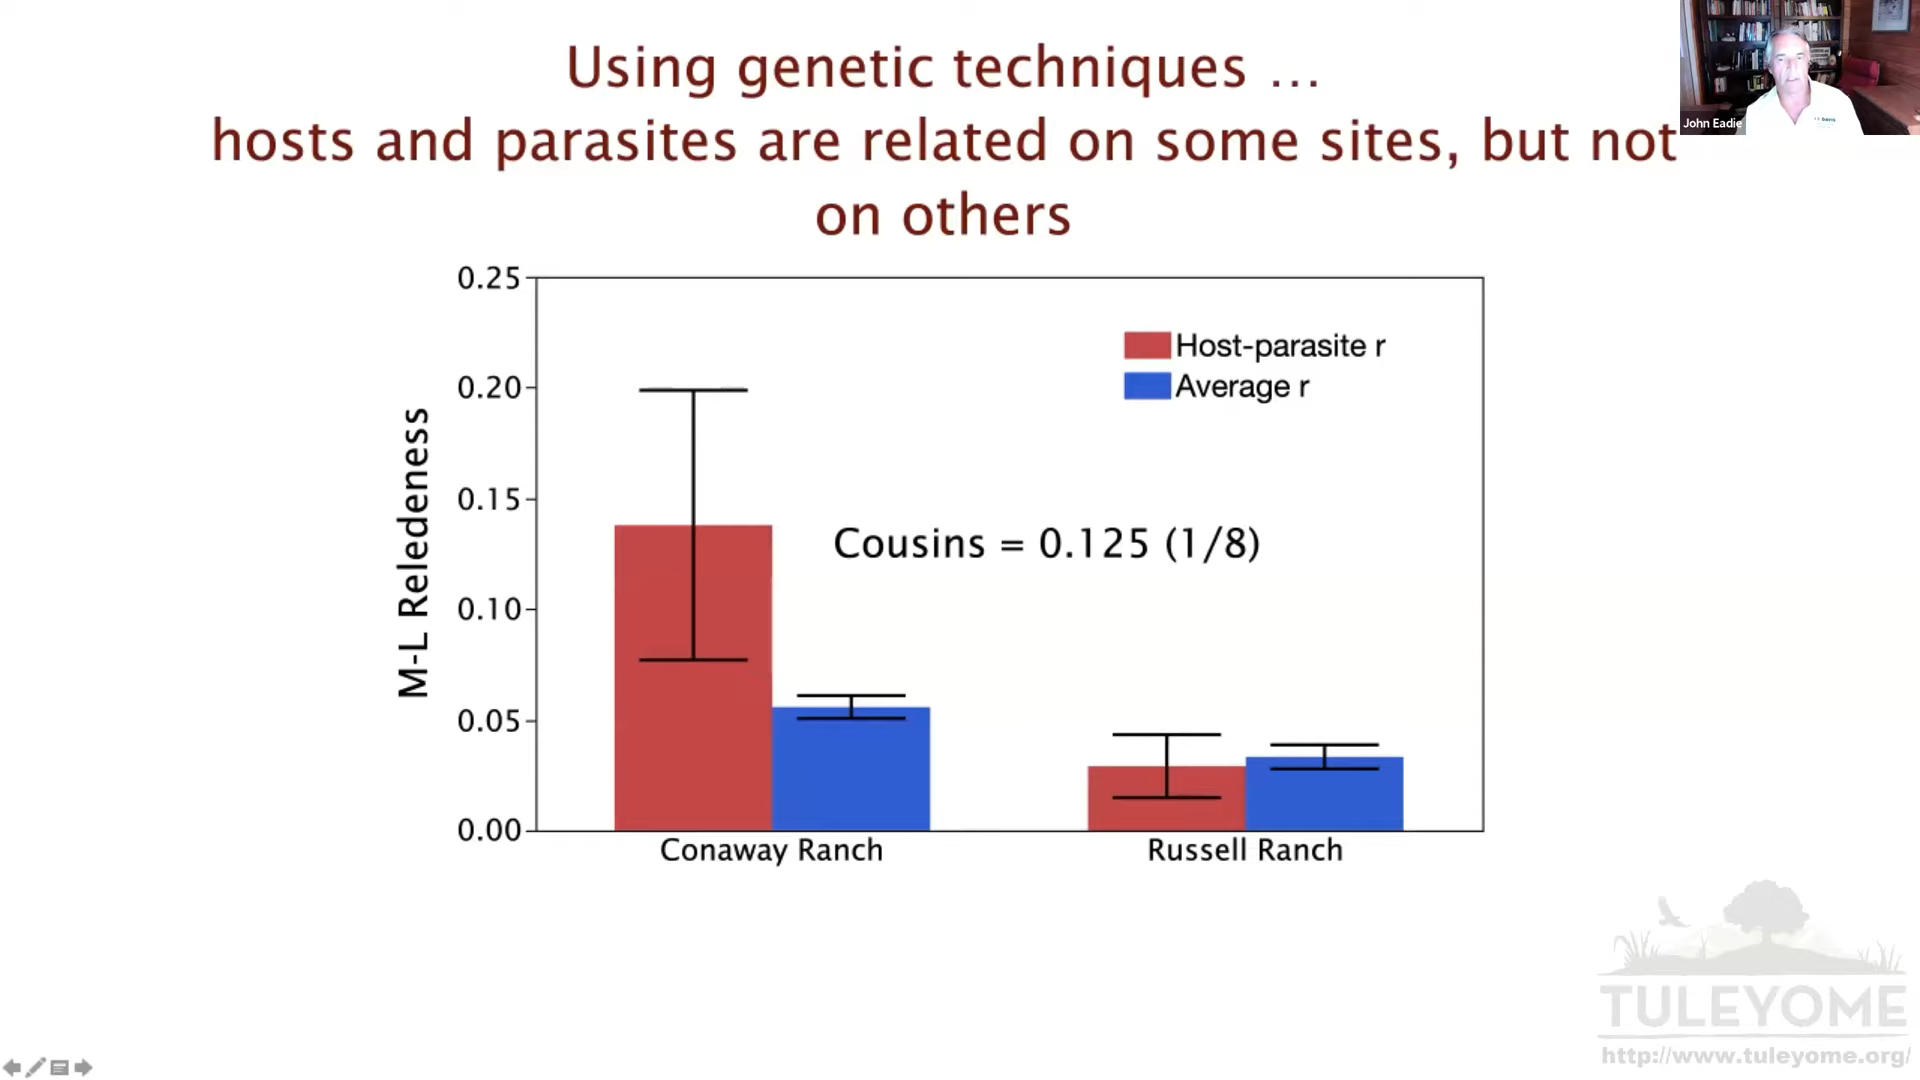 Using genetic techniques ...
hosts and parasites are related on some sites, but not
on others
John Eadie
0.25
0.20
0.15
0.10
0.05
0.00
M-L Reledeness
Host-parasite r
Average r
Cousins = 0.125 (1/8)
Conaway Ranch
Russell Ranch
TULEYOME
http://www.tuleyome.org/